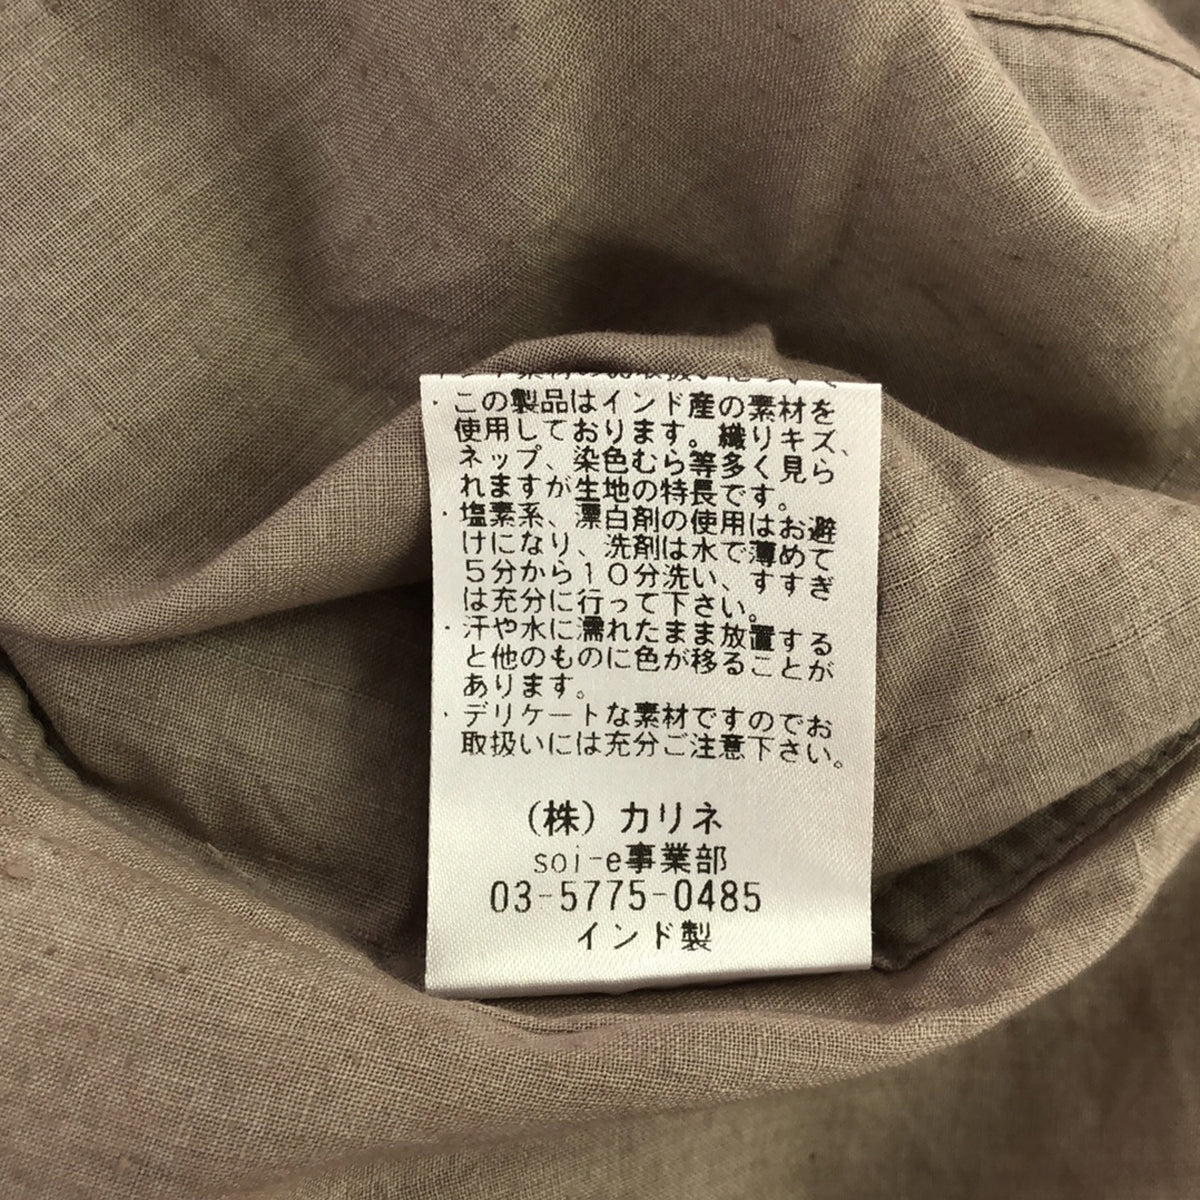 ・この製品はインド産の素材を
使用しております。織りキズ、
ネップ、染色むら等多く見ら
れますが生地の特長です。
・塩素系、漂白剤の使用はお避
けになり、洗剤は水で薄めて
５分から１０分洗い、すすぎ
は充分に行って下さい。
・汗や水に濡れたまま放置する
と他のものに色が移ることが
あります。
・デリケートな素材ですのでお
取扱いには充分ご注意下さい。
（株）カリネ
soi-e事業部
03-5775-0485
インド製